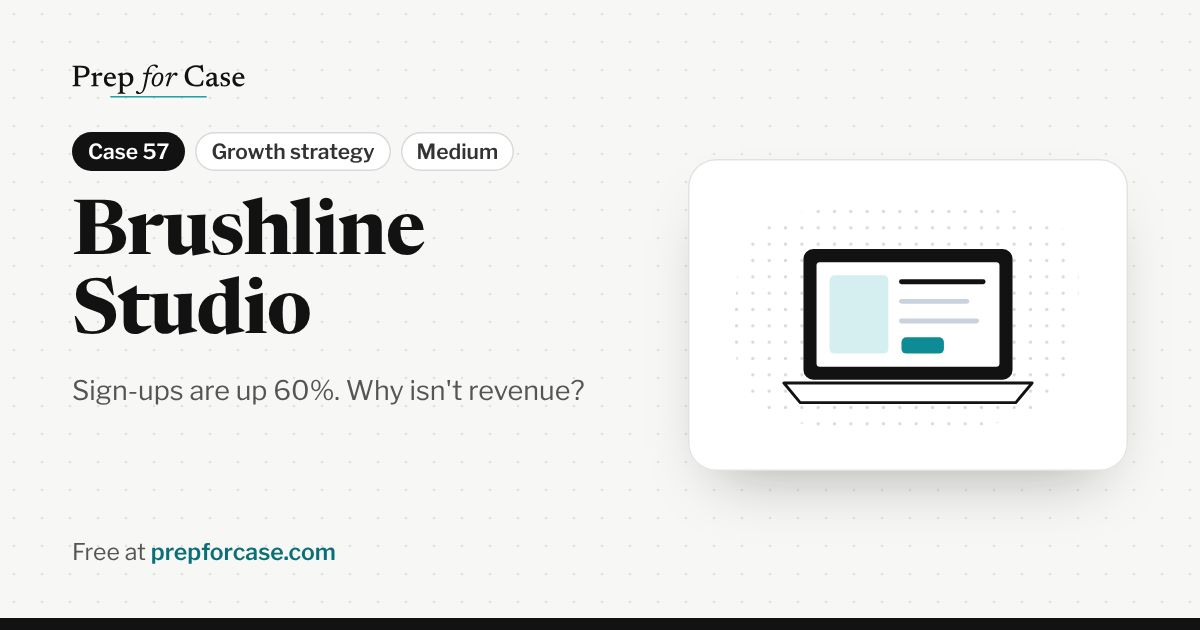 Prep for Case
Case 57
Growth strategy
Medium
Brushline
Studio
Sign-ups are up 60%. Why isn't revenue?
Free at prepforcase.com